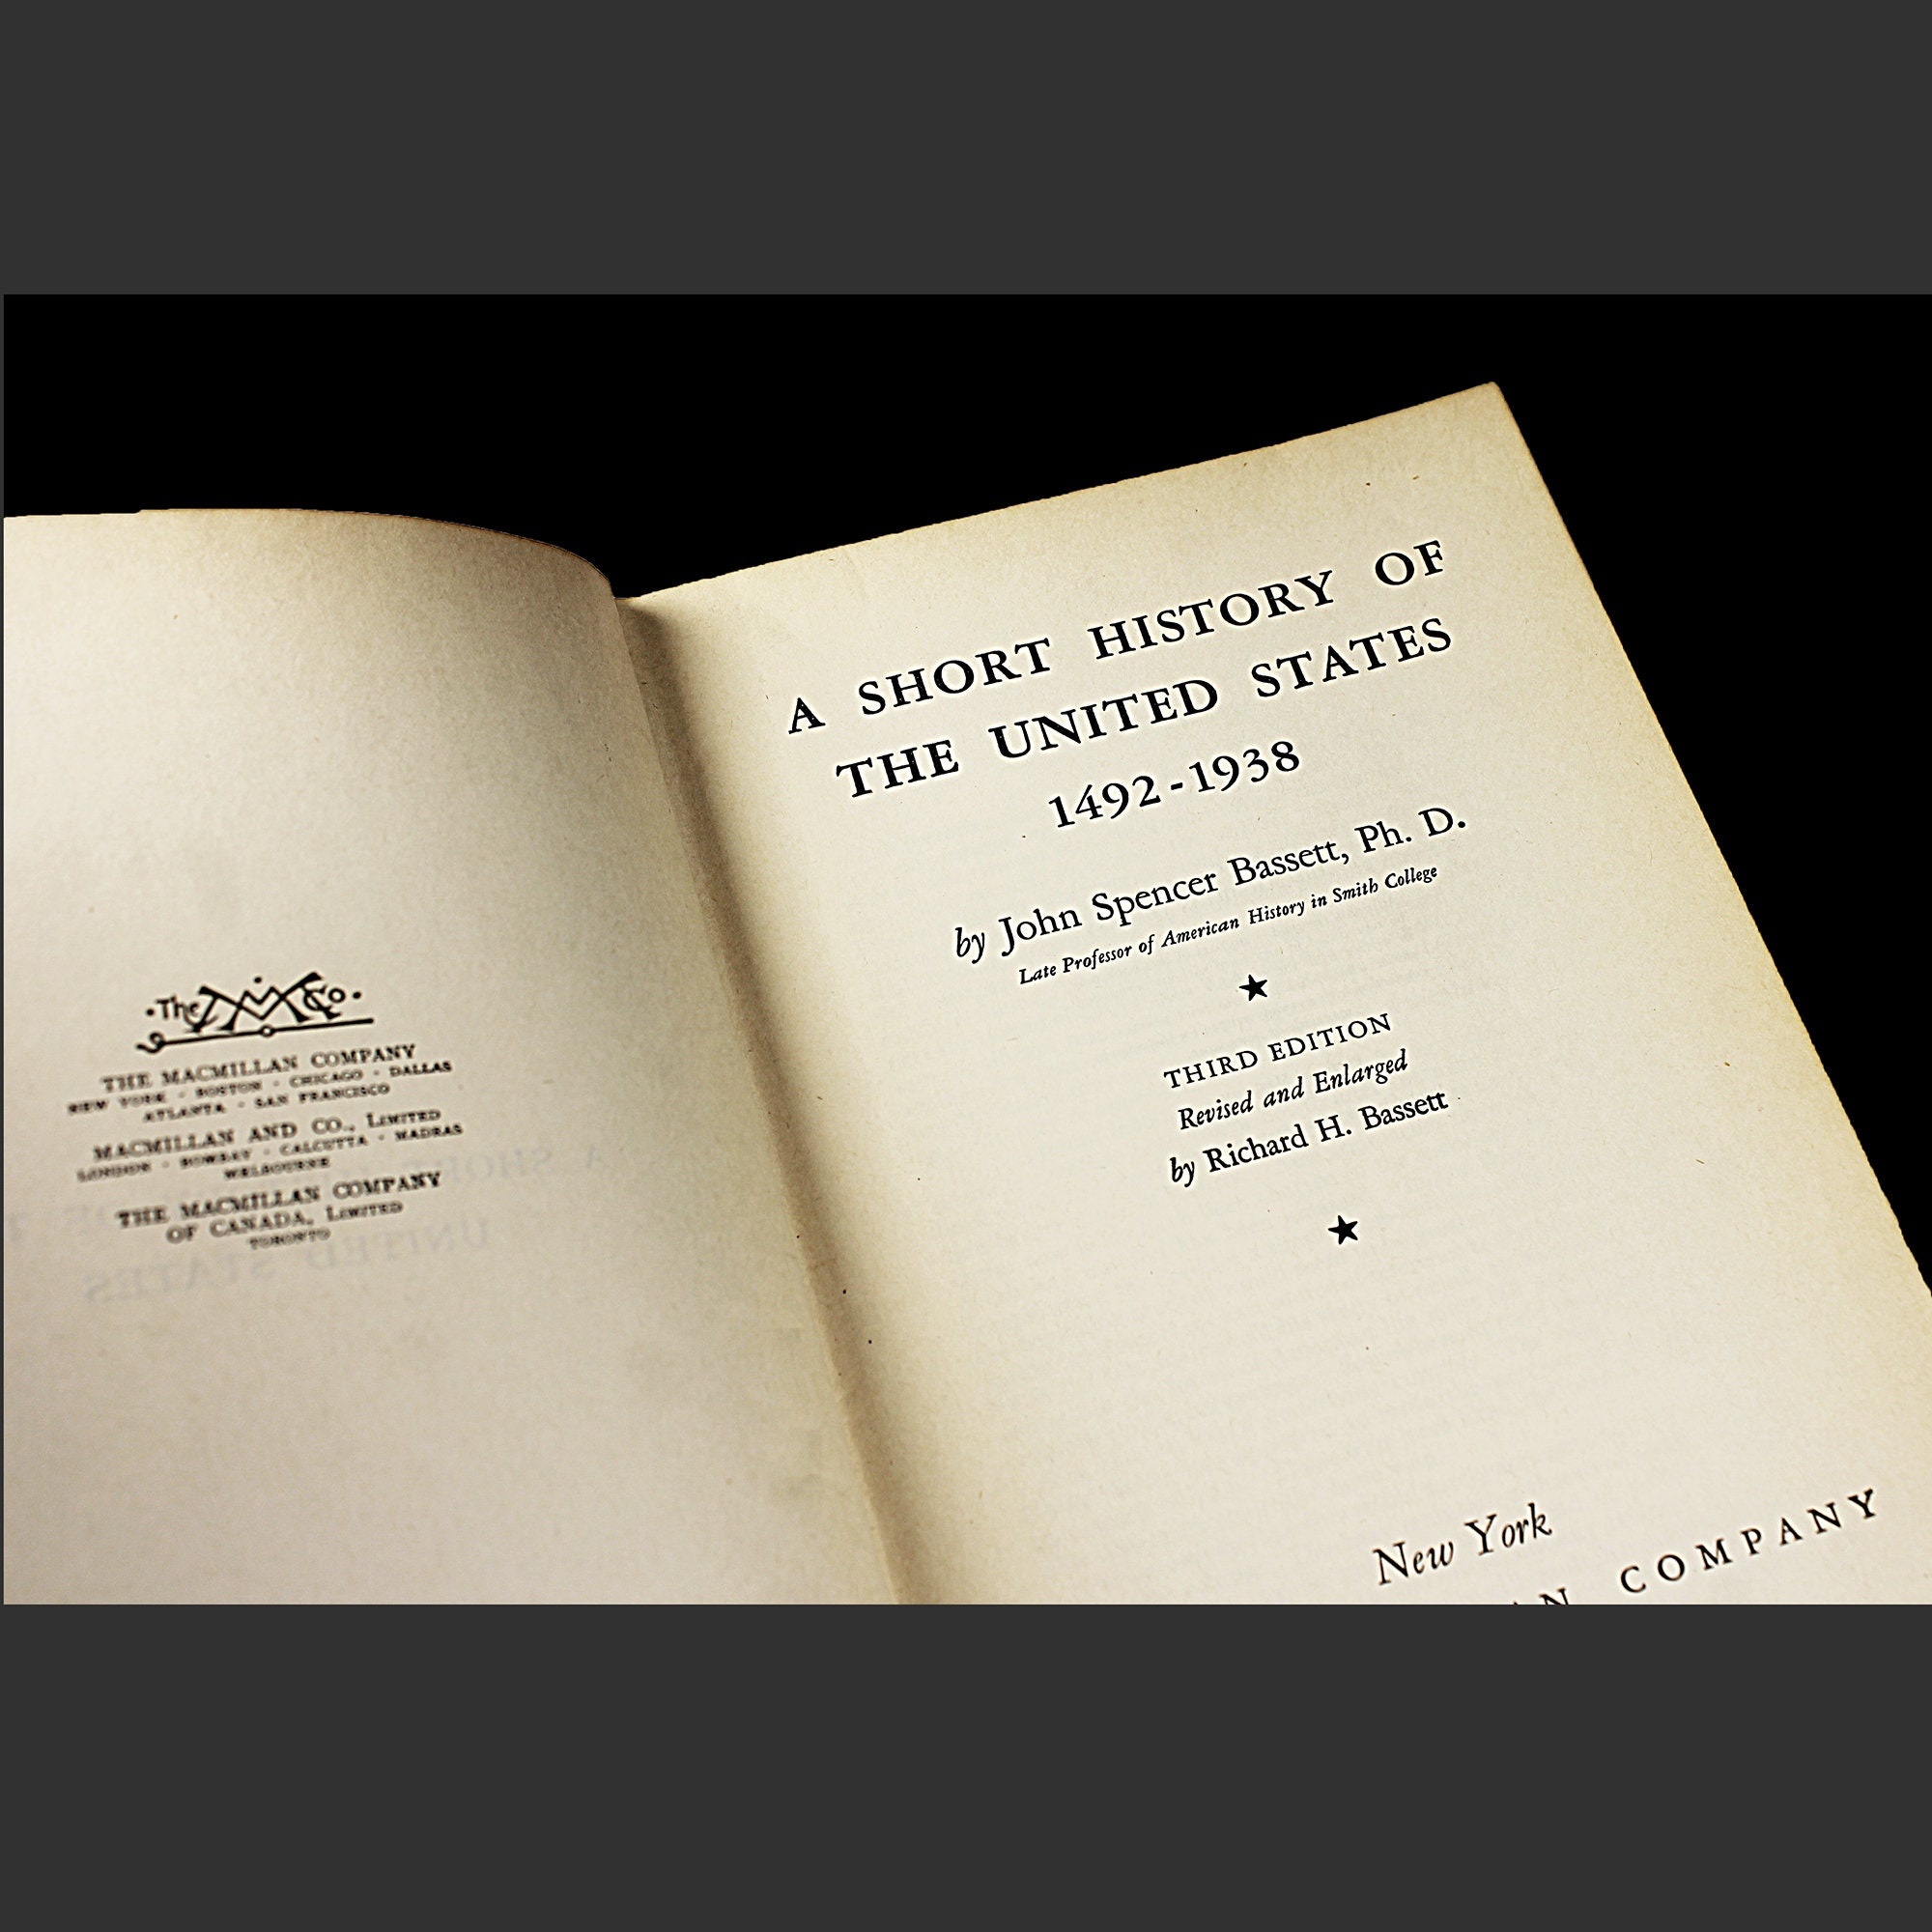 The M Co.
THE MACMILLAN COMPANY
NEW YORK · BOSTON · CHICAGO · DALLAS
ATLANTA · SAN FRANCISCO
MACMILLAN AND CO., LIMITED
LONDON · BOMBAY · CALCUTTA · MADRAS
MELBOURNE
THE MACMILLAN COMPANY
OF CANADA, LIMITED
TORONTO
A SHORT HISTORY OF
THE UNITED STATES
1492-1938
by John Spencer Bassett, Ph. D.
Late Professor of American History in Smith College
★
THIRD EDITION
Revised and Enlarged
by Richard H. Bassett
★
New York
COMPANY